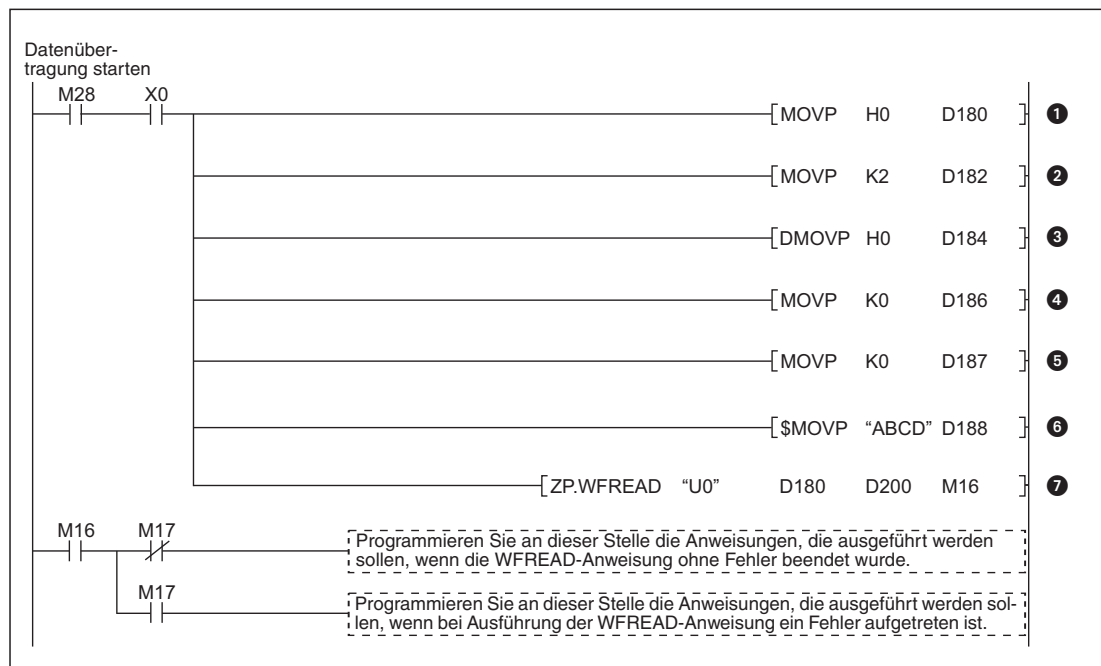 Datenüber-
tragung starten
M28 X0
MOVP H0 D180 1
MOVP K2 D182 2
DMOVP H0 D184 3
MOVP K0 D186 4
MOVP K0 D187 5
$MOVP “ABCD” D188 6
ZP.WFREAD “U0” D180 D200 M16 7
M16 M17
Programmieren Sie an dieser Stelle die Anweisungen, die ausgeführt werden
sollen, wenn die WFREAD-Anweisung ohne Fehler beendet wurde.
M17
Programmieren Sie an dieser Stelle die Anweisungen, die ausgeführt werden sol-
len, wenn bei Ausführung der WFREAD-Anweisung ein Fehler aufgetreten ist.